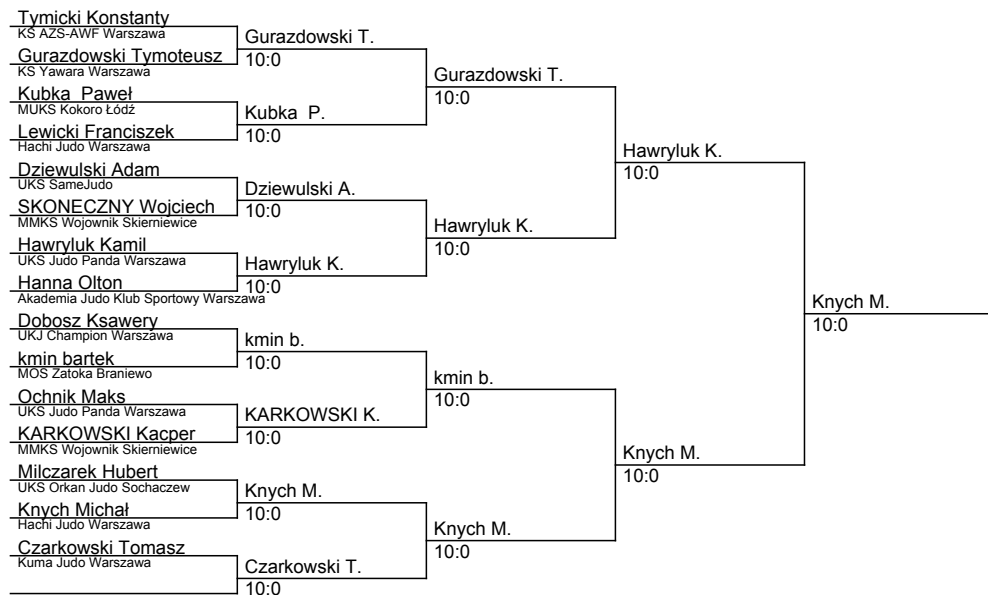 Tymicki Konstanty
KS AZS-AWF Warszawa
Gurazdowski Tymoteusz
KS Yawara Warszawa
Kubka  Paweł
MUKS Kokoro Łódź
Lewicki Franciszek
Hachi Judo Warszawa
Dziewulski Adam
UKS SameJudo
SKONECZNY Wojciech
MMKS Wojownik Skierniewice
Hawryluk Kamil
UKS Judo Panda Warszawa
Hanna Olton
Akademia Judo Klub Sportowy Warszawa
Dobosz Ksawery
UKJ Champion Warszawa
kmin bartek
MOS Zatoka Braniewo
Ochnik Maks
UKS Judo Panda Warszawa
KARKOWSKI Kacper
MMKS Wojownik Skierniewice
Milczarek Hubert
UKS Orkan Judo Sochaczew
Knych Michał
Hachi Judo Warszawa
Czarkowski Tomasz
Kuma Judo Warszawa
Gurazdowski T.
10:0
Kubka  P.
10:0
Dziewulski A.
10:0
Hawryluk K.
10:0
kmin b.
10:0
KARKOWSKI K.
10:0
Knych M.
10:0
Czarkowski T.
10:0
Gurazdowski T.
10:0
Hawryluk K.
10:0
kmin b.
10:0
Knych M.
10:0
Hawryluk K.
10:0
Knych M.
10:0
Knych M.
10:0